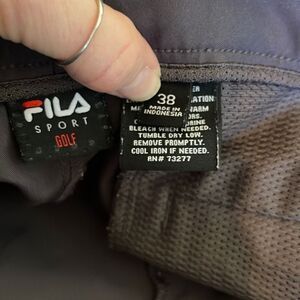 FILA
SPORT
GOLF
38
MADE IN
INDONESIA
BLEACH WHEN NEEDED.
TUMBLE DRY LOW.
REMOVE PROMPTLY.
COOL IRON IF NEEDED.
RN# 73277